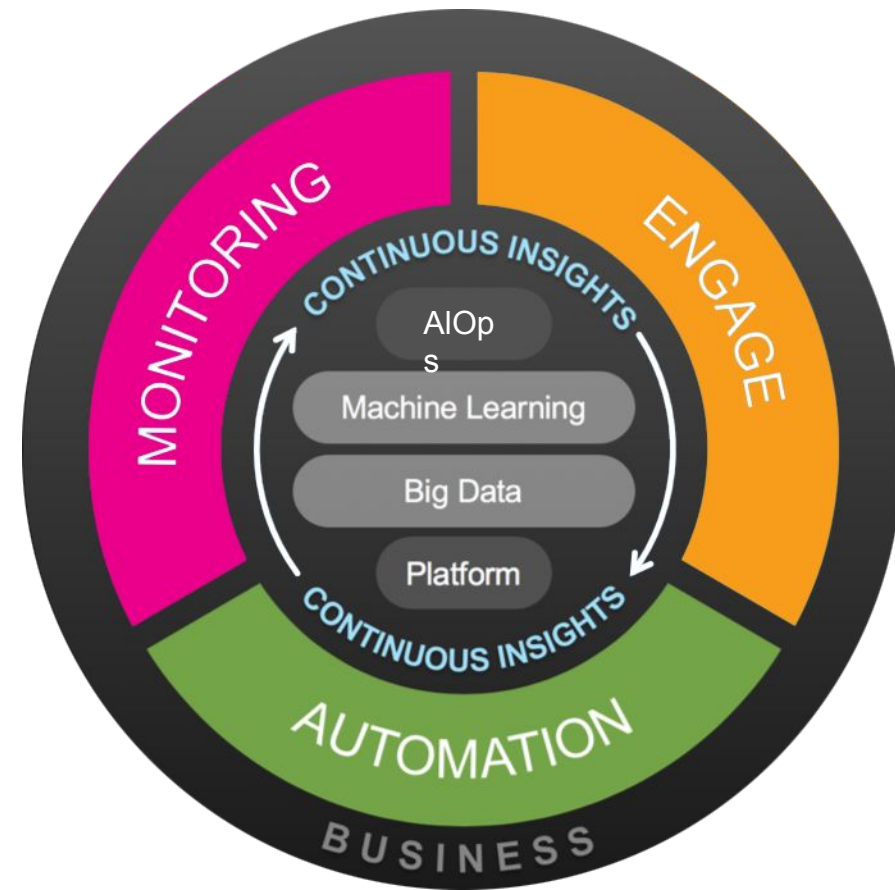 MONITORING
ENGAGE
CONTINUOUS INSIGHTS
AIOp
s
Machine Learning
Big Data
Platform
CONTINUOUS INSIGHTS
AUTOMATION
BUSINESS